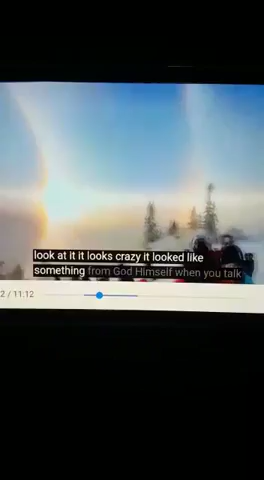 look at it it looks crazy it looked like
something from God Himself when you talk
2 / 11:12